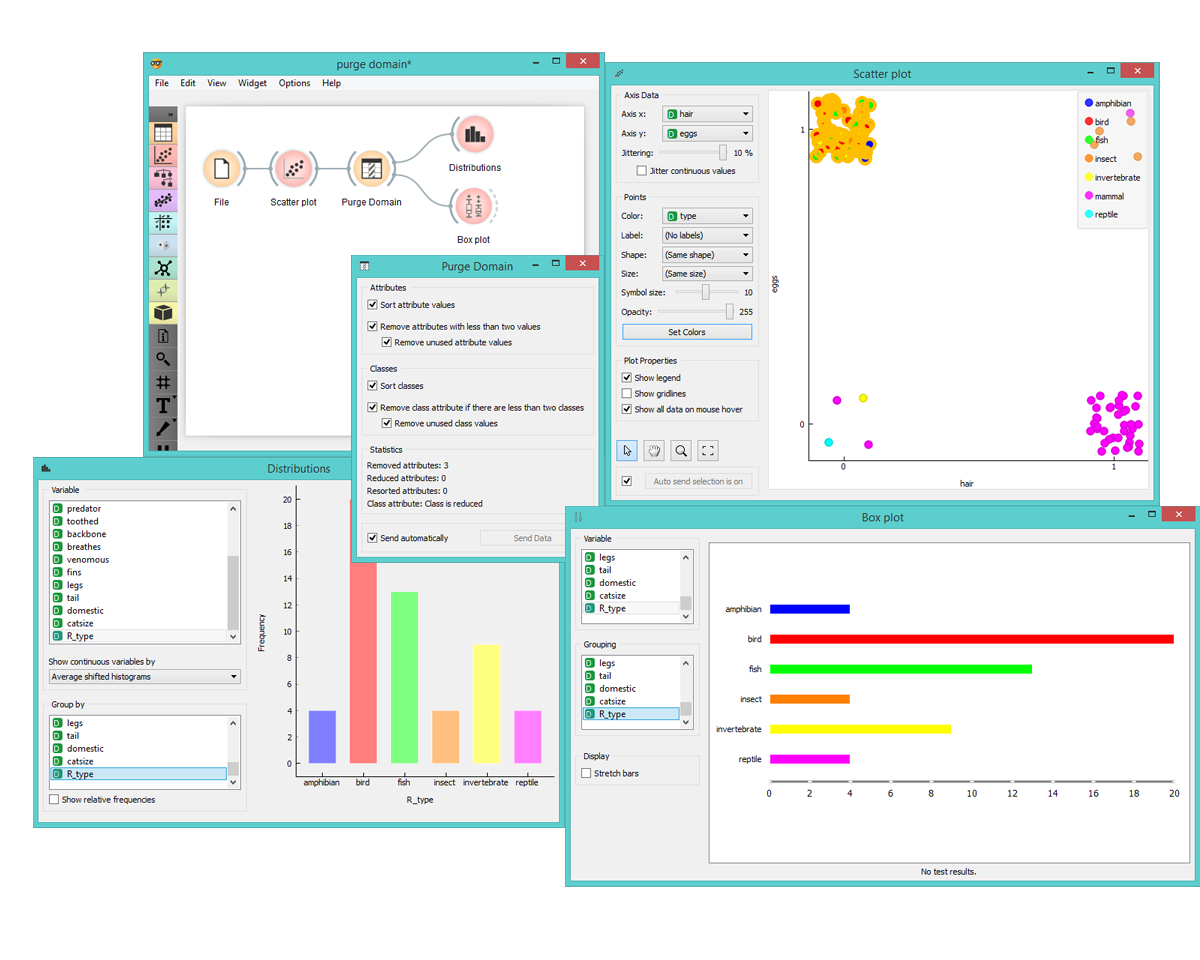 purge domain*
File Edit View Widget Options Help
»
File
Scatter plot
Purge Domain
Distributions
Box plot
Scatter plot
Axis Data
Axis x: D hair
Axis y: D eggs
Jittering: 10 %
Jitter continuous values
Points
Color: D type
Label: (No labels)
Shape: (Same shape)
Size: (Same size)
Symbol size: 10
Opacity: 255
Set Colors
Plot Properties
Show legend
Show gridlines
Show all data on mouse hover
Auto send selection is on
1
0
eggs
0 1
hair
amphibian
bird
fish
insect
invertebrate
mammal
reptile
Purge Domain
Attributes
Sort attribute values
Remove attributes with less than two values
Remove unused attribute values
Classes
Sort classes
Remove class attribute if there are less than two classes
Remove unused class values
Statistics
Removed attributes: 3
Reduced attributes: 0
Resorted attributes: 0
Class attribute: Class is reduced
Send automatically
Send Data
Distributions
Variable
D predator
D toothed
D backbone
D breathes
D venomous
D fins
D legs
D tail
D domestic
D catsize
D R_type
Show continuous variables by
Average shifted histograms
Group by
D legs
D tail
D domestic
D catsize
D R_type
Show relative frequencies
Frequency
20
18
16
14
12
10
8
6
4
2
0
amphibian bird fish insect invertebrate reptile
R_type
Box plot
Variable
D legs
D tail
D domestic
D catsize
D R_type
Grouping
D legs
D tail
D domestic
D catsize
D R_type
Display
Stretch bars
amphibian
bird
fish
insect
invertebrate
reptile
0 2 4 6 8 10 12 14 16 18 20
No test results.